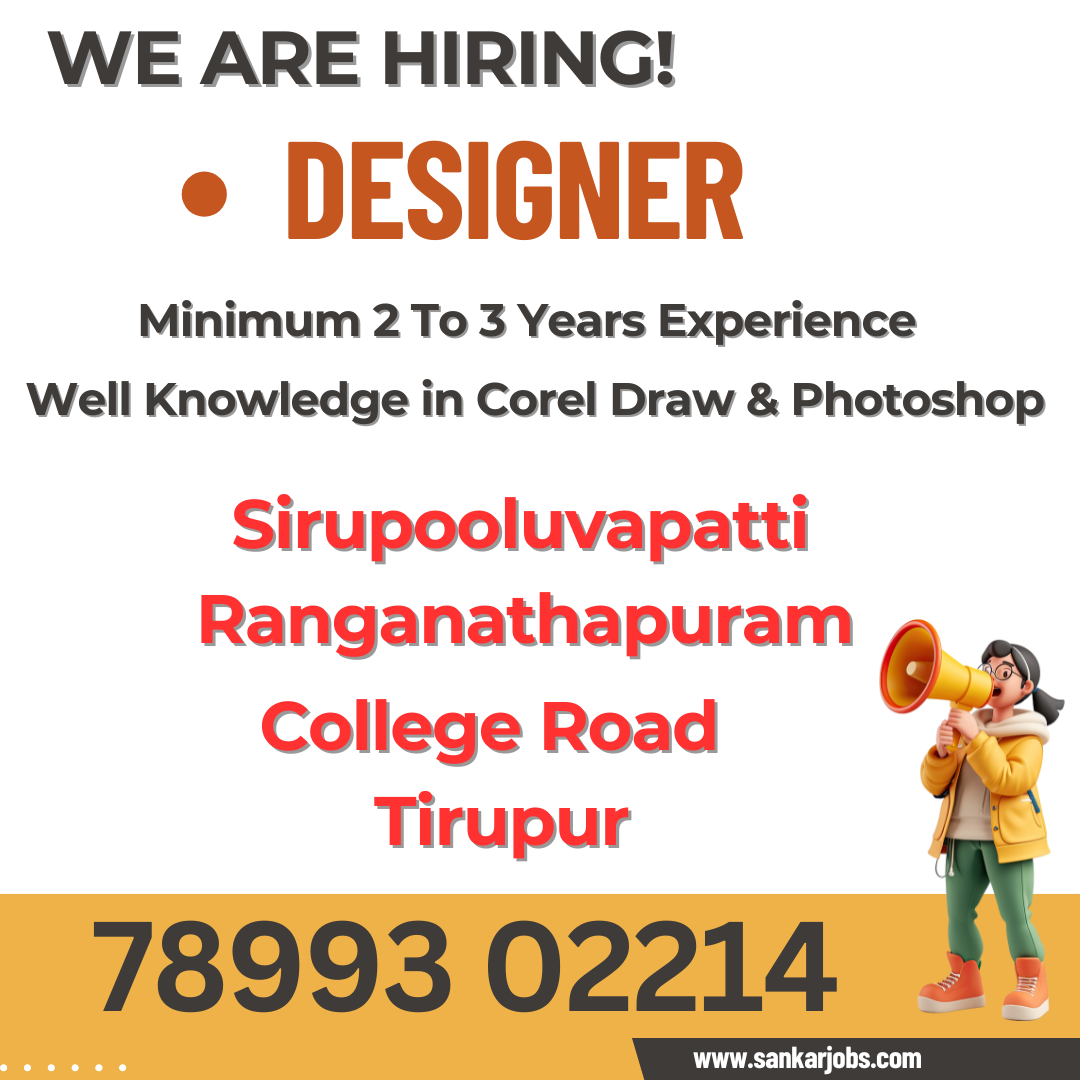 WE ARE HIRING!
• DESIGNER
Minimum 2 To 3 Years Experience
Well Knowledge in Corel Draw & Photoshop
Sirupooluvapatti
Ranganathapuram
College Road
Tirupur
78993 02214
www.sankarjobs.com